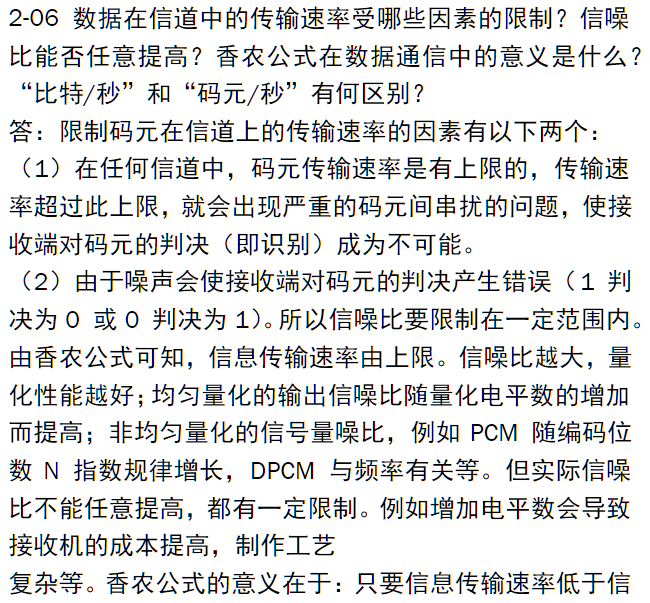 2-06 数据在信道中的传输速率受哪些因素的限制？信噪
比能否任意提高？香农公式在数据通信中的意义是什么？
“比特/秒”和“码元/秒”有何区别？
答：限制码元在信道上的传输速率的因素有以下两个：
（1）在任何信道中，码元传输速率是有上限的，传输速
率超过此上限，就会出现严重的码元间串扰的问题，使接
收端对码元的判决（即识别）成为不可能。
（2）由于噪声会使接收端对码元的判决产生错误（1 判
决为 0 或 0 判决为 1）。所以信噪比要限制在一定范围内。
由香农公式可知，信息传输速率由上限。信噪比越大，量
化性能越好；均匀量化的输出信噪比随量化电平数的增加
而提高；非均匀量化的信号量噪比，例如 PCM 随编码位
数 N 指数规律增长，DPCM 与频率有关等。但实际信噪
比不能任意提高，都有一定限制。例如增加电平数会导致
接收机的成本提高，制作工艺
复杂等。香农公式的意义在于：只要信息传输速率低于信